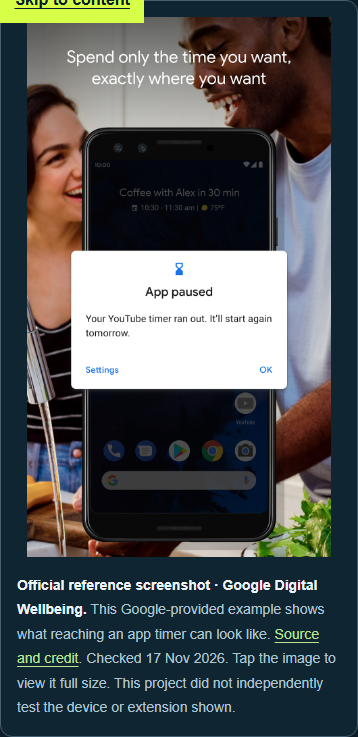 Skip to content
Spend only the time you want,
exactly where you want
10:00
Coffee with Alex in 30 min
10:30 - 11:30 am | 75°F
App paused
Your YouTube timer ran out. It'll start again
tomorrow.
Settings
OK
YouTube
Official reference screenshot · Google Digital
Wellbeing. This Google-provided example shows
what reaching an app timer can look like. Source
and credit. Checked 17 Nov 2026. Tap the image to
view it full size. This project did not independently
test the device or extension shown.